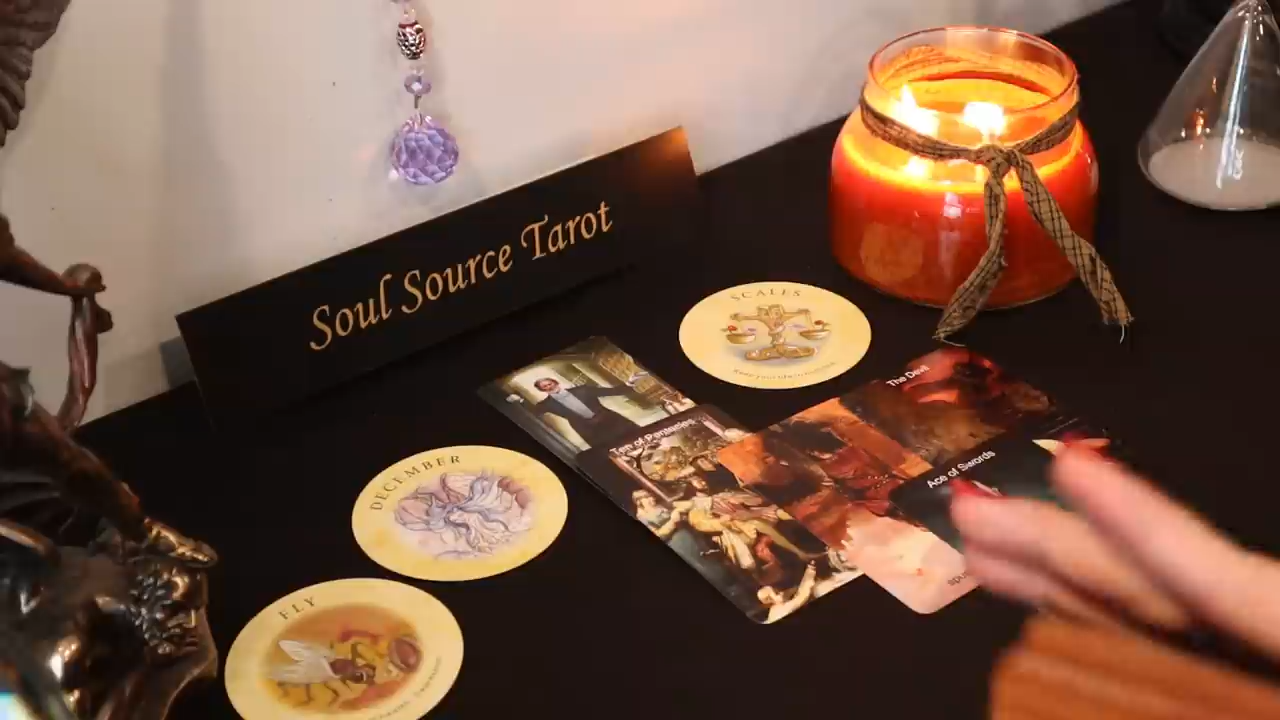 Soul Source Tarot
SCALES
The Devil
Ten of Pentacles
Ace of Swords
DECEMBER
FLY